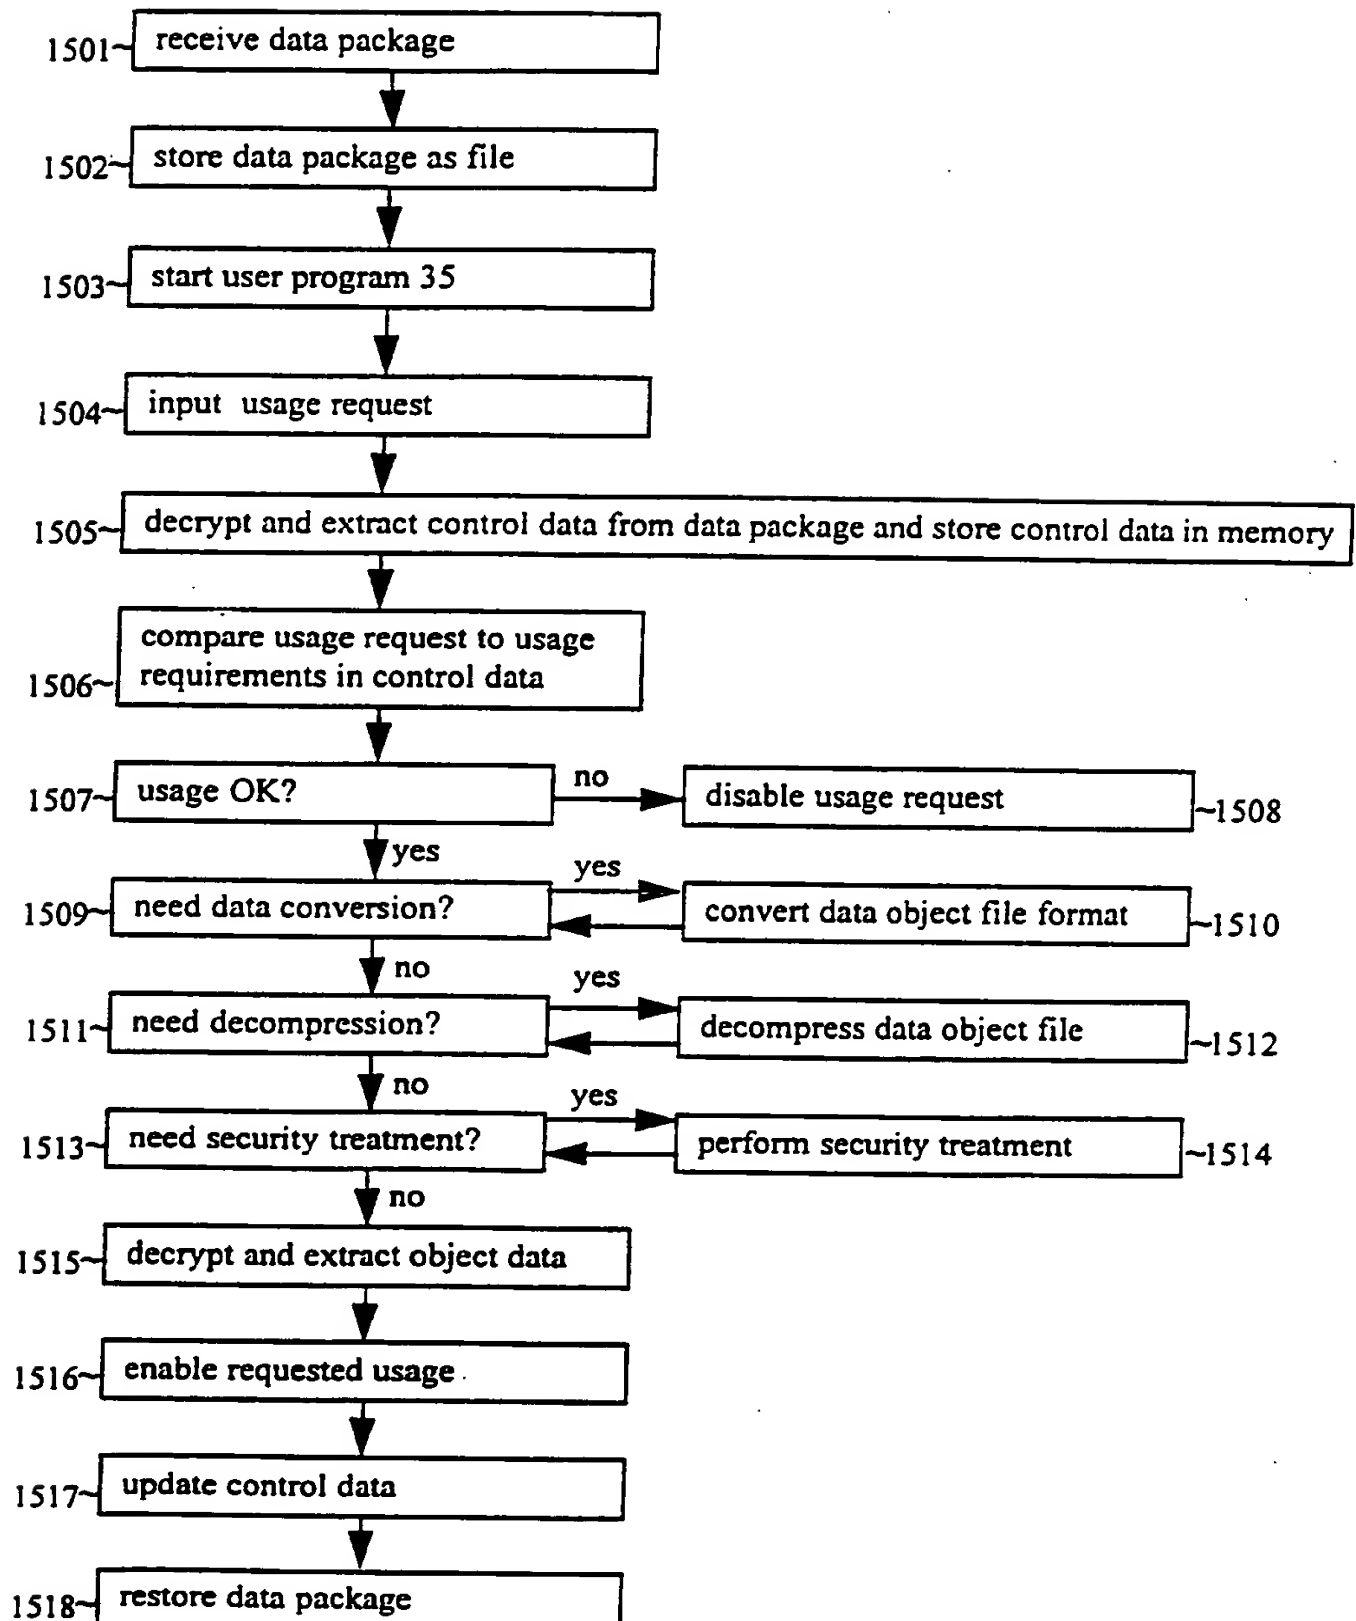 1501~ receive data package
1502~ store data package as file
1503~ start user program 35
1504~ input usage request
1505~ decrypt and extract control data from data package and store control data in memory
compare usage request to usage
1506~ requirements in control data
1507~ usage OK? no disable usage request ~1508
yes
yes
1509~ need data conversion? convert data object file format ~1510
no
yes
1511~ need decompression? decompress data object file ~1512
no
yes
1513~ need security treatment? perform security treatment ~1514
no
1515~ decrypt and extract object data
1516~ enable requested usage
1517~ update control data
1518~ restore data package